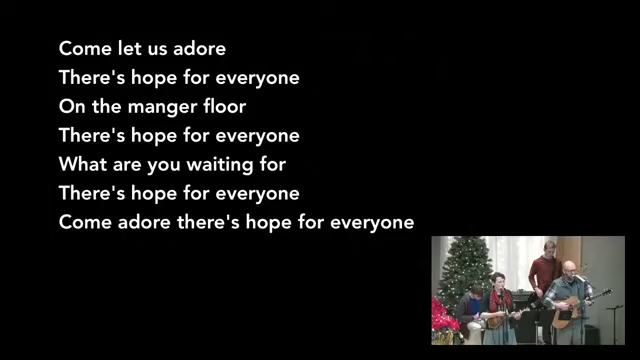 Come let us adore
There's hope for everyone
On the manger floor
There's hope for everyone
What are you waiting for
There's hope for everyone
Come adore there's hope for everyone